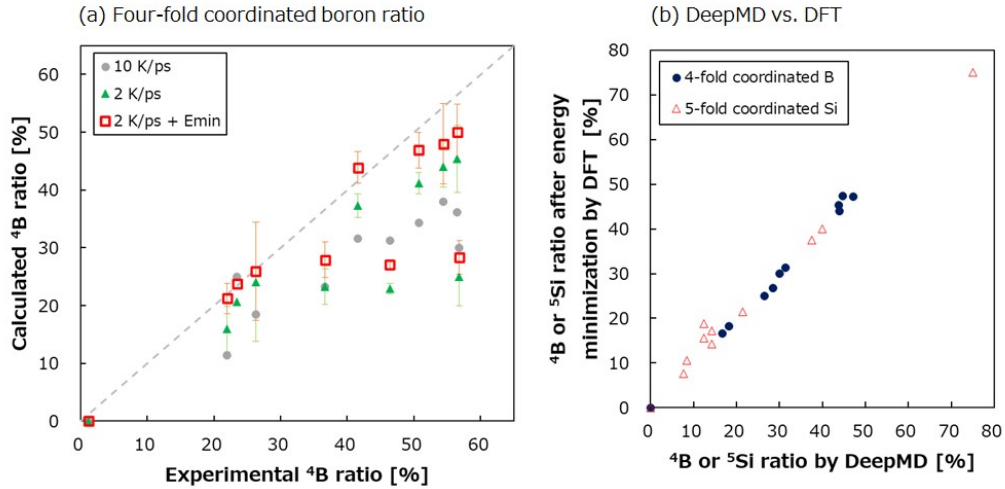 (a) Four-fold coordinated boron ratio
Calculated ⁴B ratio [%]
60
50
40
30
20
10
0
10 K/ps
2 K/ps
2 K/ps + Emin
0
10
20
30
40
50
60
Experimental ⁴B ratio [%]
(b) DeepMD vs. DFT
⁴B or ⁵Si ratio after energy
minimization by DFT [%]
80
70
60
50
40
30
20
10
0
4-fold coordinated B
5-fold coordinated Si
0
10
20
30
40
50
60
70
80
⁴B or ⁵Si ratio by DeepMD [%]